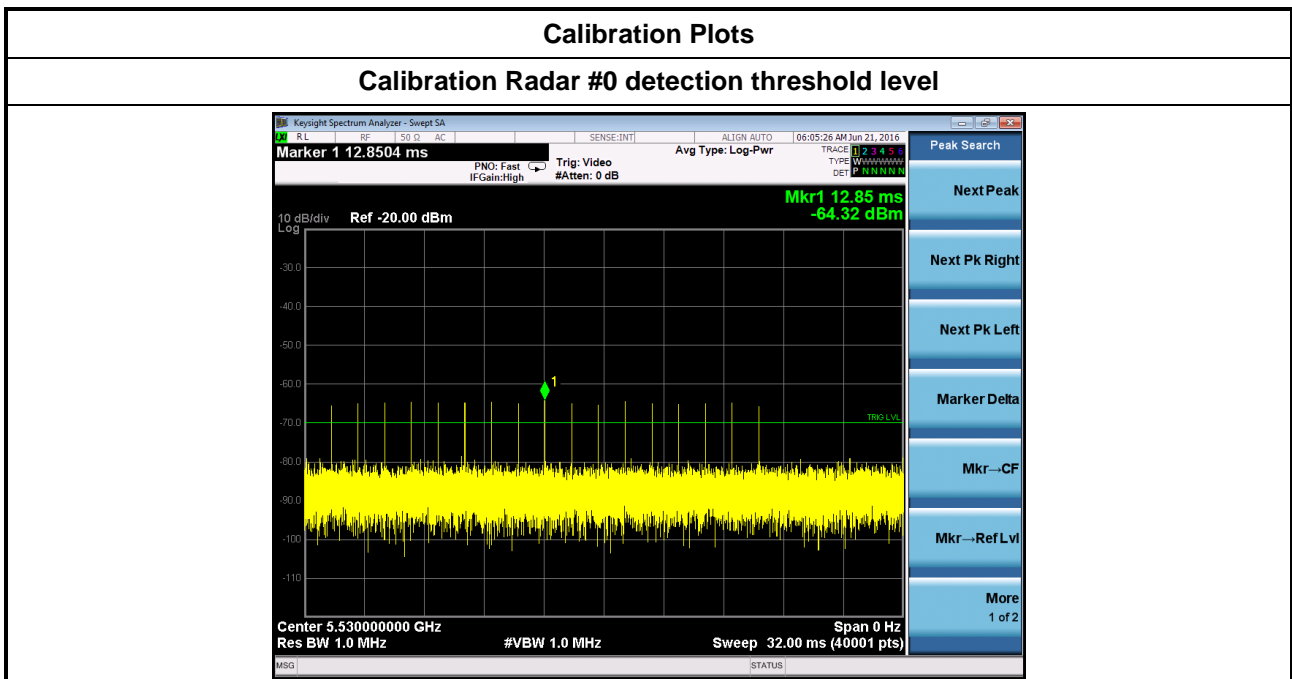 Calibration Plots
Calibration Radar #0 detection threshold level
Keysight Spectrum Analyzer - Swept SA
LXI RL RF 50 Ω AC SENSE:INT ALIGN AUTO 06:05:26 AM Jun 21, 2016
Marker 1 12.8504 ms
PNO: Fast
IFGain:High
Trig: Video
#Atten: 0 dB
Avg Type: Log-Pwr
TRACE 1 2 3 4 5 6
TYPE WWWWWW
DET P N N N N N
Mkr1 12.85 ms
-64.32 dBm
10 dB/div Ref -20.00 dBm
Log
-30.0
-40.0
-50.0
-60.0
-70.0
-80.0
-90.0
-100
-110
1
TRIG LVL
Center 5.530000000 GHz Span 0 Hz
Res BW 1.0 MHz #VBW 1.0 MHz Sweep 32.00 ms (40001 pts)
MSG STATUS
Peak Search
Next Peak
Next Pk Right
Next Pk Left
Marker Delta
Mkr→CF
Mkr→Ref Lvl
More
1 of 2